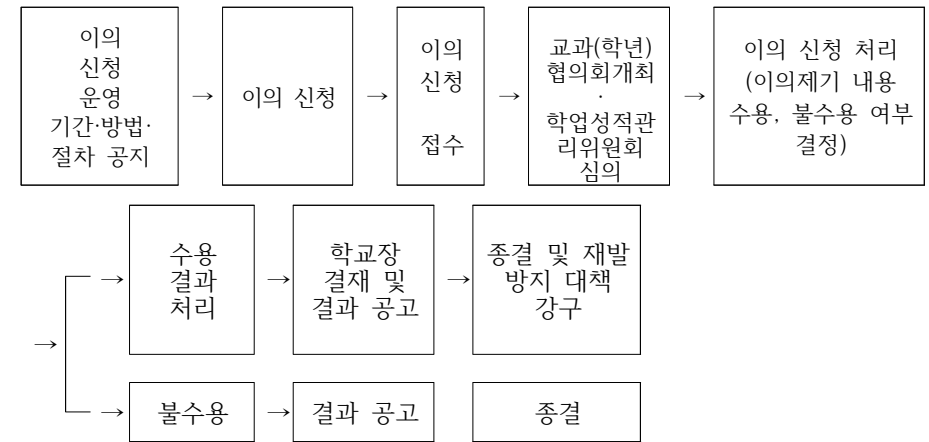 이의
신청
운영
기간·방법·
절차 공지
→
이의 신청
→
이의
신청
접수
→
교과(학년)
협의회개최
·
학업성적관
리위원회
심의
→
이의 신청 처리
(이의제기 내용
수용, 불수용 여부
결정)
→
→
수용
결과
처리
→
학교장
결재 및
결과 공고
→
종결 및 재발
방지 대책
강구
→
불수용
→
결과 공고
종결